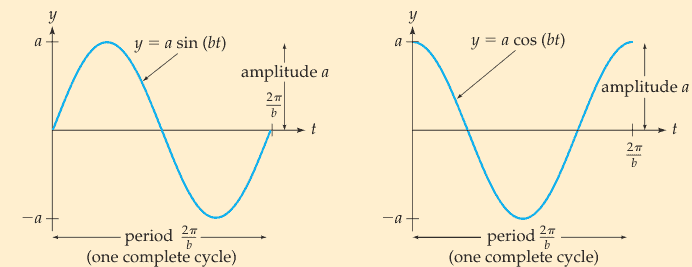 y
a
y = a sin (bt)
amplitude a
2π
b
t
−a
period 2π/b
(one complete cycle)
y
a
y = a cos (bt)
amplitude a
t
2π
b
−a
period 2π/b
(one complete cycle)